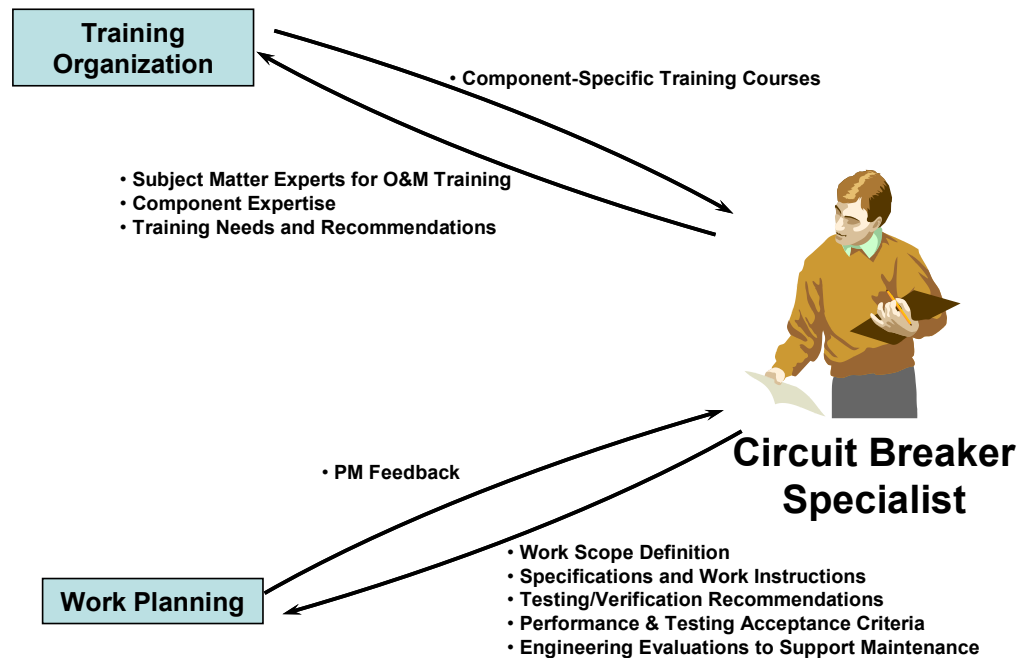 Training
Organization
• Component-Specific Training Courses
• Subject Matter Experts for O&M Training
• Component Expertise
• Training Needs and Recommendations
Circuit Breaker
Specialist
• PM Feedback
• Work Scope Definition
• Specifications and Work Instructions
• Testing/Verification Recommendations
• Performance & Testing Acceptance Criteria
• Engineering Evaluations to Support Maintenance
Work Planning